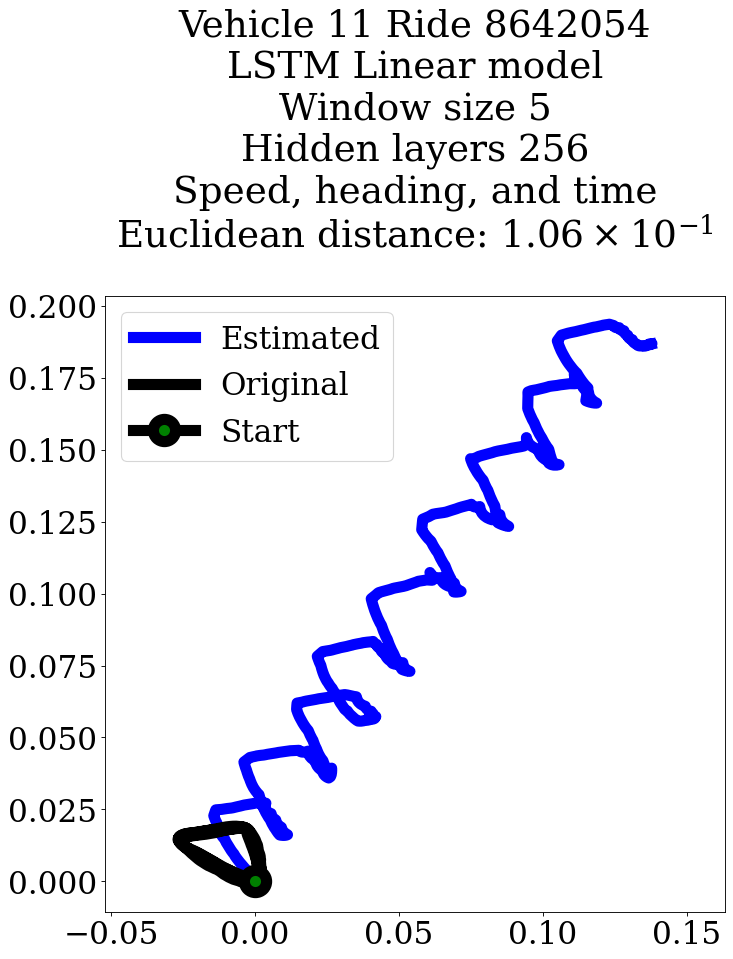 Vehicle 11 Ride 8642054
LSTM Linear model
Window size 5
Hidden layers 256
Speed, heading, and time
Euclidean distance: 1.06 × 10⁻¹
Estimated
Original
Start
0.200
0.175
0.150
0.125
0.100
0.075
0.050
0.025
0.000
−0.05 0.00 0.05 0.10 0.15